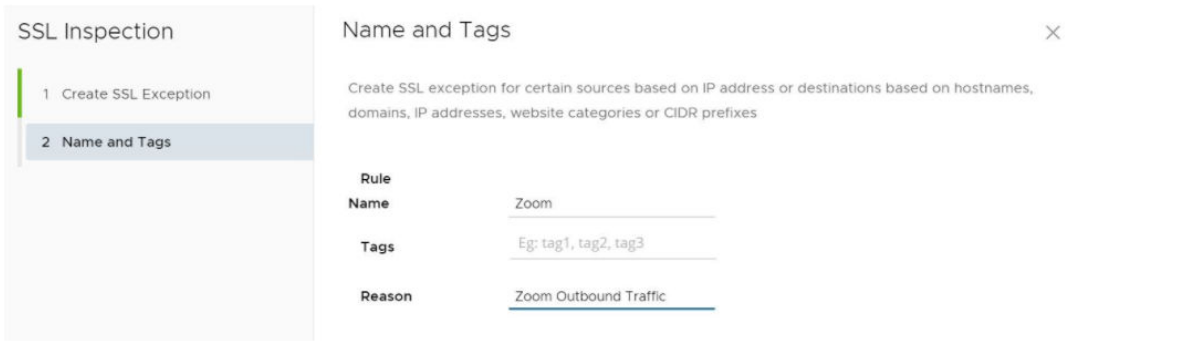 SSL Inspection
1 Create SSL Exception
2 Name and Tags
Name and Tags
Create SSL exception for certain sources based on IP address or destinations based on hostnames,
domains, IP addresses, website categories or CIDR prefixes
Rule
Name Zoom
Tags Eg: tag1, tag2, tag3
Reason Zoom Outbound Traffic